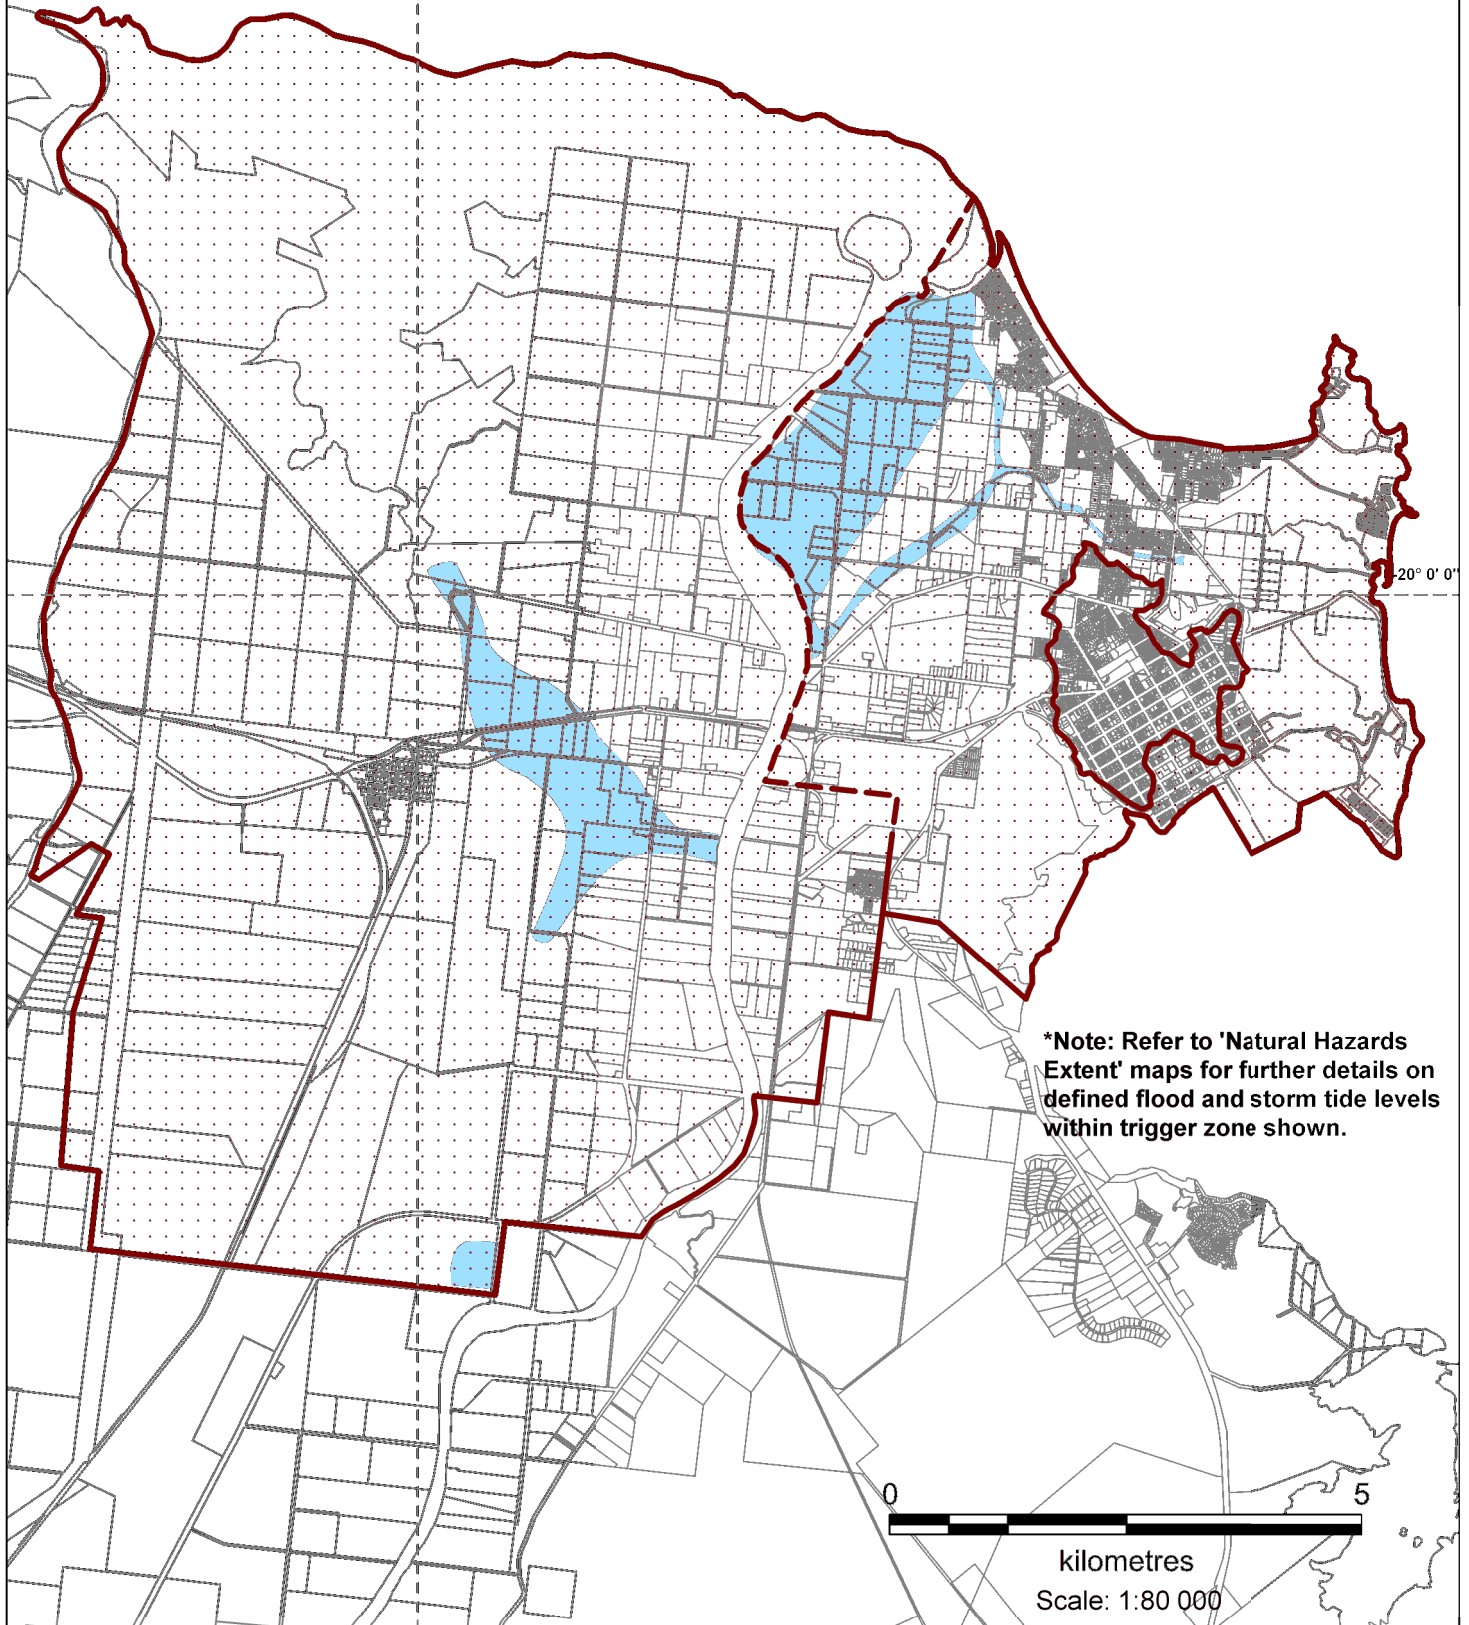 -20° 0' 0"
*Note: Refer to 'Natural Hazards
Extent' maps for further details on
defined flood and storm tide levels
within trigger zone shown.
0 5
kilometres
Scale: 1:80 000